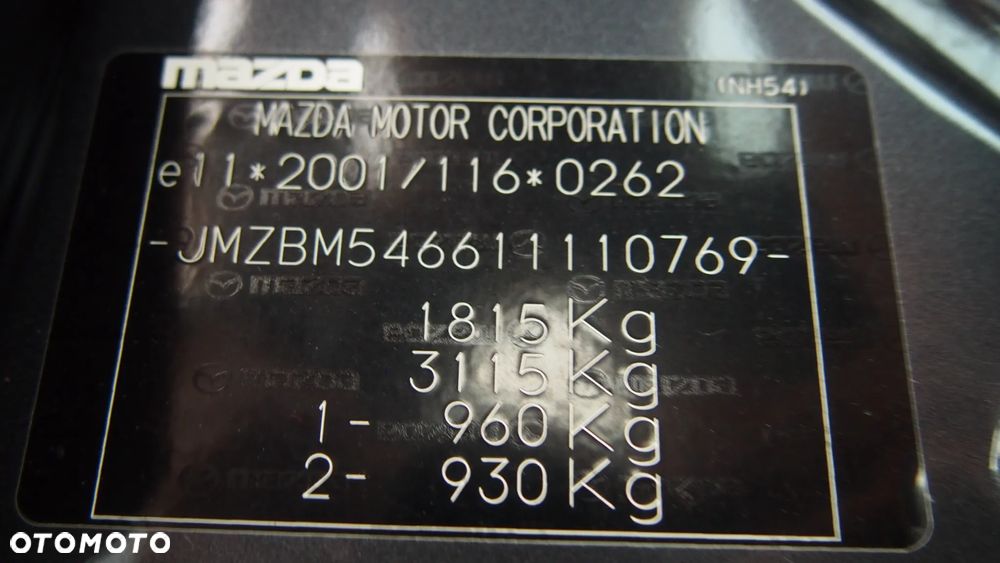 mazda
(NH54)
MAZDA MOTOR CORPORATION
e11*2001/116*0262
-JMZBM546611110769-
1815Kg
3115Kg
1- 960Kg
2- 930Kg
OTOMOTO